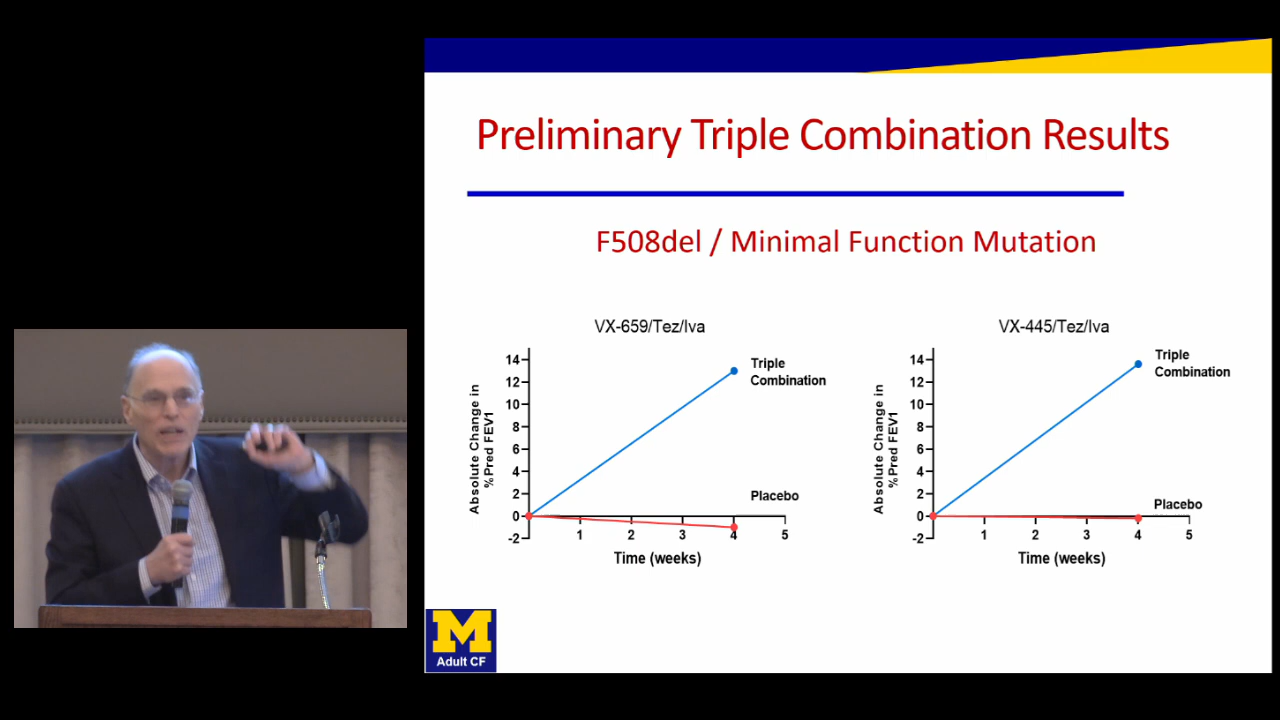 Preliminary Triple Combination Results
F508del / Minimal Function Mutation
VX-659/Tez/Iva
Absolute Change in
%Pred FEV1
14
12
10
8
6
4
2
0
-2
Triple
Combination
Placebo
1 2 3 4 5
Time (weeks)
VX-445/Tez/Iva
Absolute Change in
%Pred FEV1
14
12
10
8
6
4
2
0
-2
Triple
Combination
Placebo
1 2 3 4 5
Time (weeks)
M
Adult CF